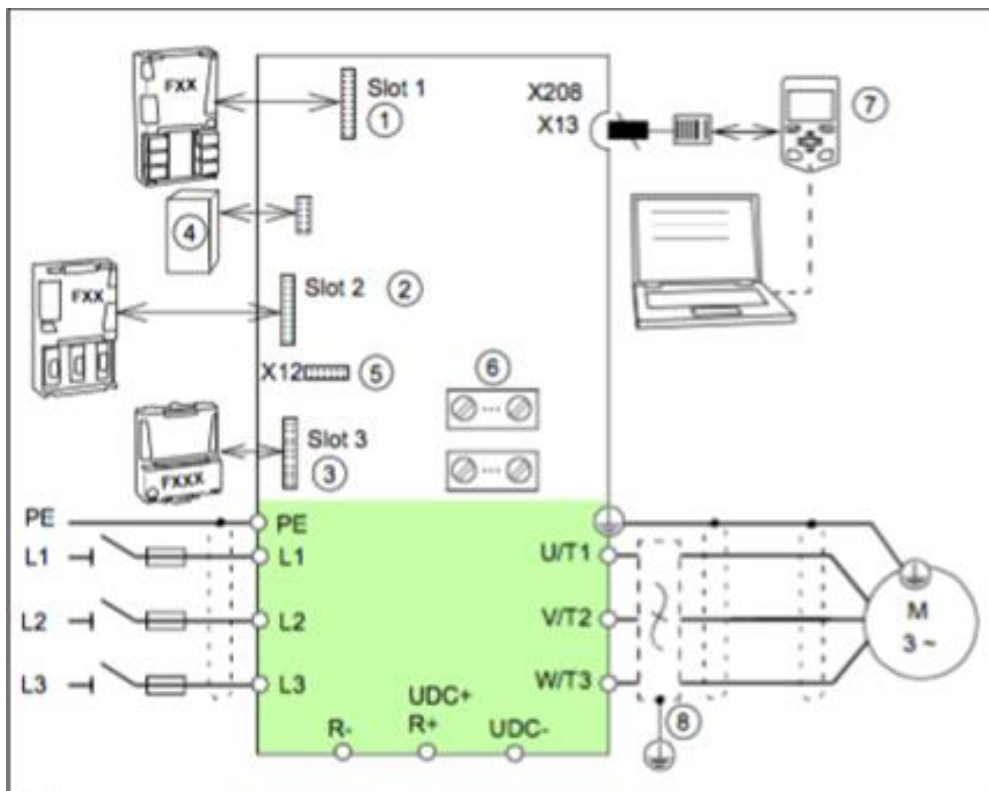 FXX
Slot 1
1
X208
X13
7
4
FXX
Slot 2
2
X12
5
6
Slot 3
3
FXXX
PE
PE
L1
L1
U/T1
L2
L2
V/T2
M
3 ~
L3
L3
W/T3
UDC+
R-
R+
UDC-
8